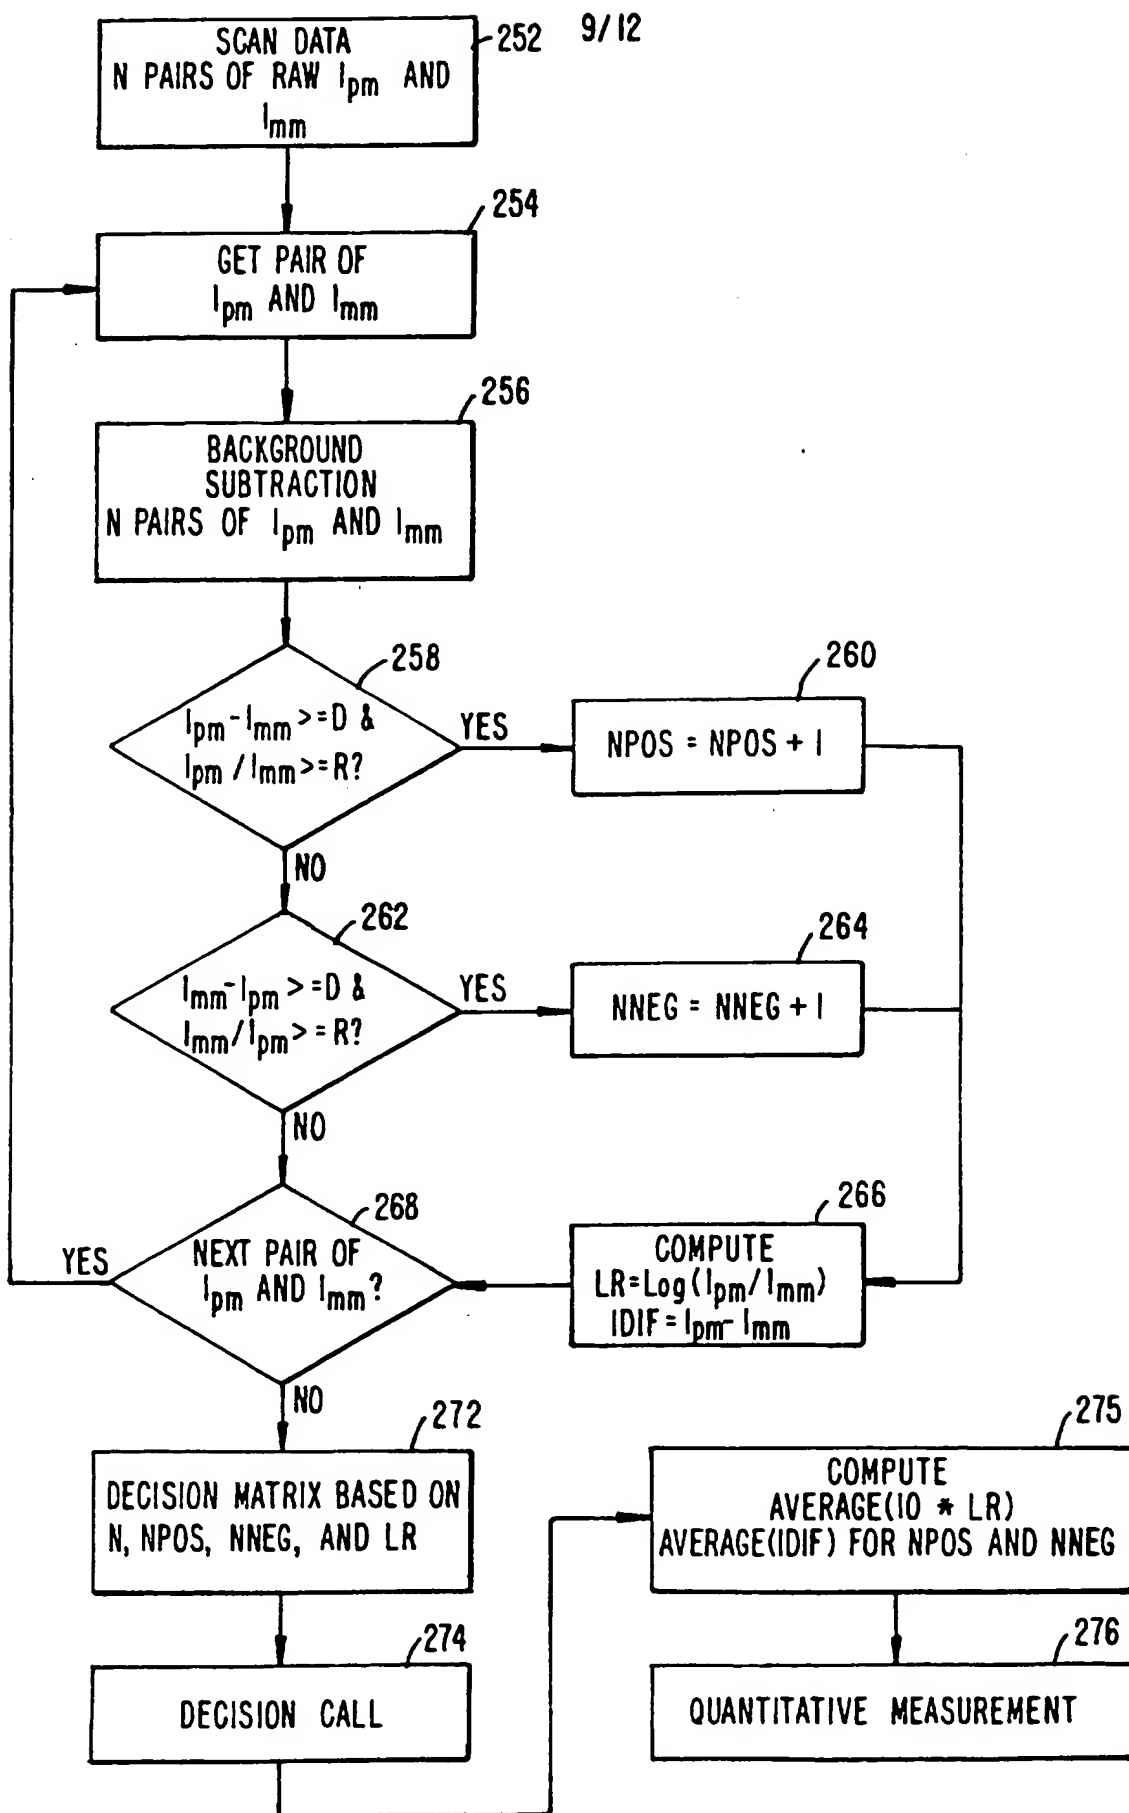 9/12
252
SCAN DATA
N PAIRS OF RAW Ipm AND
Imm
254
GET PAIR OF
Ipm AND Imm
256
BACKGROUND
SUBTRACTION
N PAIRS OF Ipm AND Imm
258
Ipm-Imm >=D &
Ipm/Imm >=R?
YES
260
NPOS = NPOS + 1
NO
262
Imm-Ipm >=D &
Imm/Ipm >=R?
YES
264
NNEG = NNEG + 1
NO
268
NEXT PAIR OF
Ipm AND Imm?
YES
266
COMPUTE
LR=Log(Ipm/Imm)
IDIF=Ipm-Imm
NO
272
DECISION MATRIX BASED ON
N, NPOS, NNEG, AND LR
274
DECISION CALL
275
COMPUTE
AVERAGE(10 * LR)
AVERAGE(IDIF) FOR NPOS AND NNEG
276
QUANTITATIVE MEASUREMENT